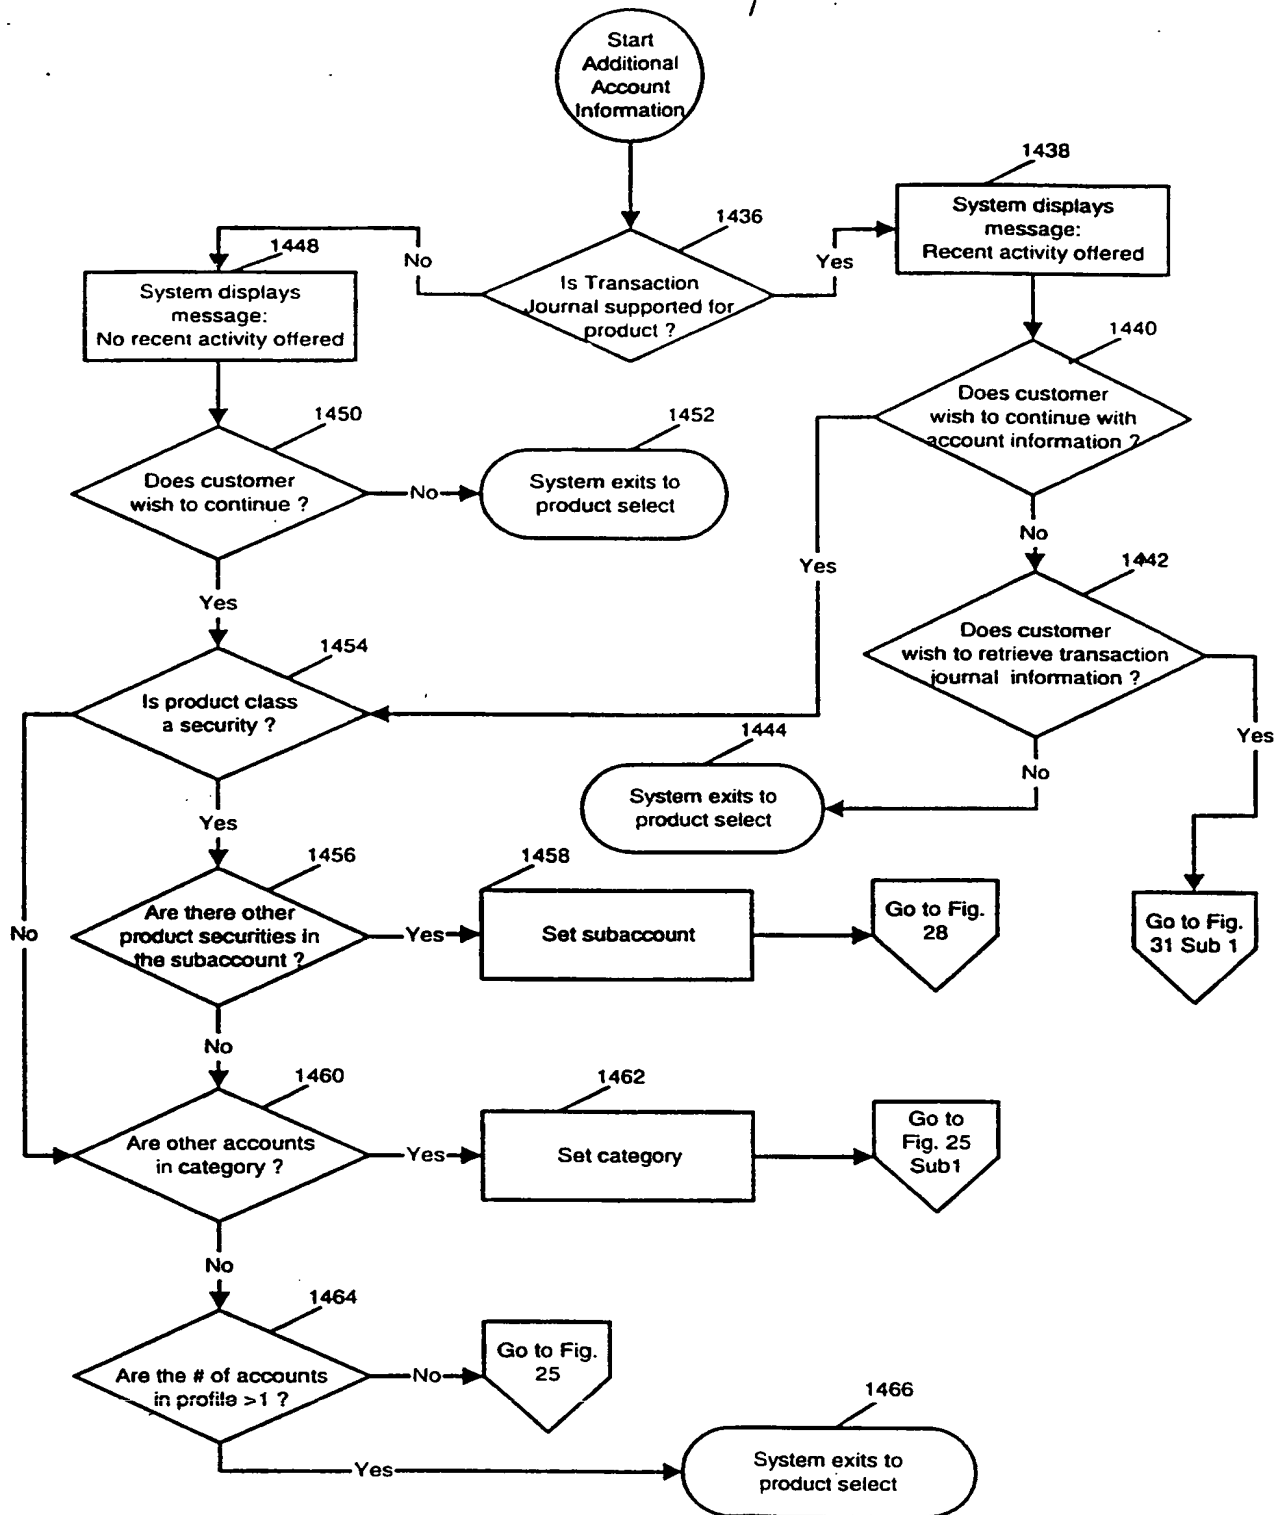 Start
Additional
Account
Information
1438
System displays
message:
Recent activity offered
1436
Is Transaction
Journal supported for
product ?
No
Yes
1448
System displays
message:
No recent activity offered
1440
Does customer
wish to continue with
account information ?
1450
Does customer
wish to continue ?
No
1452
System exits to
product select
Yes
No
1442
Does customer
wish to retrieve transaction
journal information ?
Yes
1454
Is product class
a security ?
Yes
1444
System exits to
product select
No
Yes
1456
Are there other
product securities in
the subaccount ?
Yes
1458
Set subaccount
Go to Fig.
28
Go to Fig.
31 Sub 1
No
No
1460
Are other accounts
in category ?
Yes
1462
Set category
Go to
Fig. 25
Sub1
No
1464
Are the # of accounts
in profile >1 ?
No
Go to Fig.
25
Yes
1466
System exits to
product select